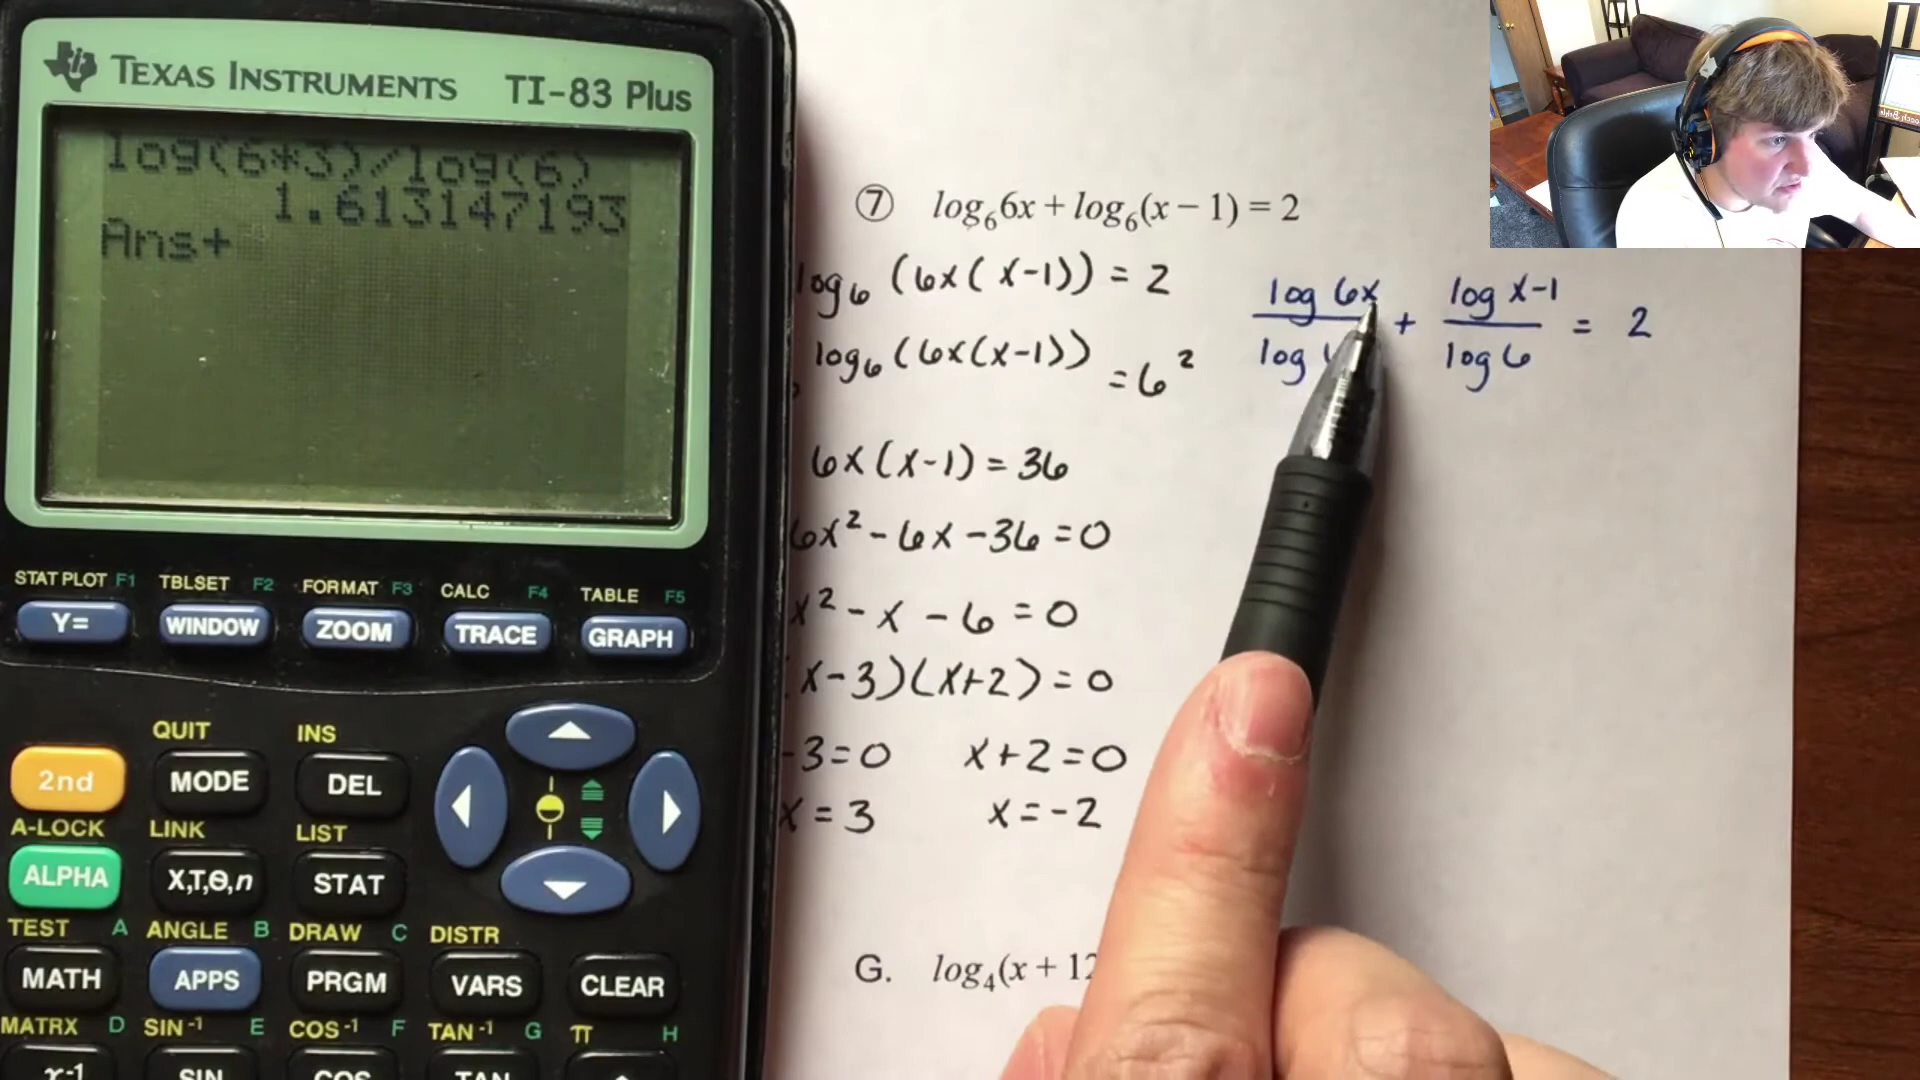 TEXAS INSTRUMENTS TI-83 Plus
log(6*3)/log(6)
1.613147193
Ans+
STAT PLOT F1 TBLSET F2 FORMAT F3 CALC F4 TABLE F5
Y= WINDOW ZOOM TRACE GRAPH
QUIT INS
2nd MODE DEL
A-LOCK LINK LIST
ALPHA X,T,Θ,n STAT
TEST A ANGLE B DRAW C DISTR
MATH APPS PRGM VARS CLEAR
MATRX D SIN⁻¹ E COS⁻¹ F TAN⁻¹ G π H
x⁻¹ SIN COS TAN ^
⑦ log₆6x + log₆(x − 1) = 2
log₆ (6x(x-1)) = 2
log₆ (6x(x-1)) = 6²
6x(x-1) = 36
6x² - 6x - 36 = 0
x² - x - 6 = 0
x-3)(x+2) = 0
-3=0 x+2=0
x=3 x=-2
log 6x / log + log x-1 / log 6 = 2
G. log₄(x + 12